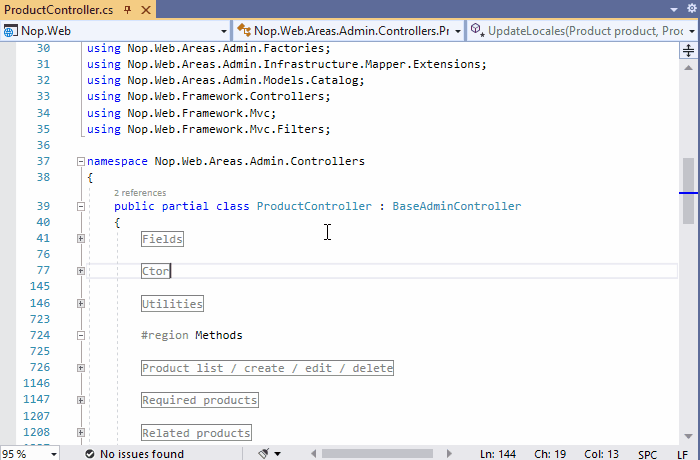 ProductController.cs
Nop.Web
Nop.Web.Areas.Admin.Controllers.Pr
UpdateLocales(Product product, Proc
30 using Nop.Web.Areas.Admin.Factories;
31 using Nop.Web.Areas.Admin.Infrastructure.Mapper.Extensions;
32 using Nop.Web.Areas.Admin.Models.Catalog;
33 using Nop.Web.Framework.Controllers;
34 using Nop.Web.Framework.Mvc;
35 using Nop.Web.Framework.Mvc.Filters;
36
37 namespace Nop.Web.Areas.Admin.Controllers
38 {
2 references
39 public partial class ProductController : BaseAdminController
40 {
41 Fields
76
77 Ctor
145
146 Utilities
723
724 #region Methods
725
726 Product list / create / edit / delete
1146
1147 Required products
1207
1208 Related products
95 % No issues found Ln: 144 Ch: 19 Col: 13 SPC LF